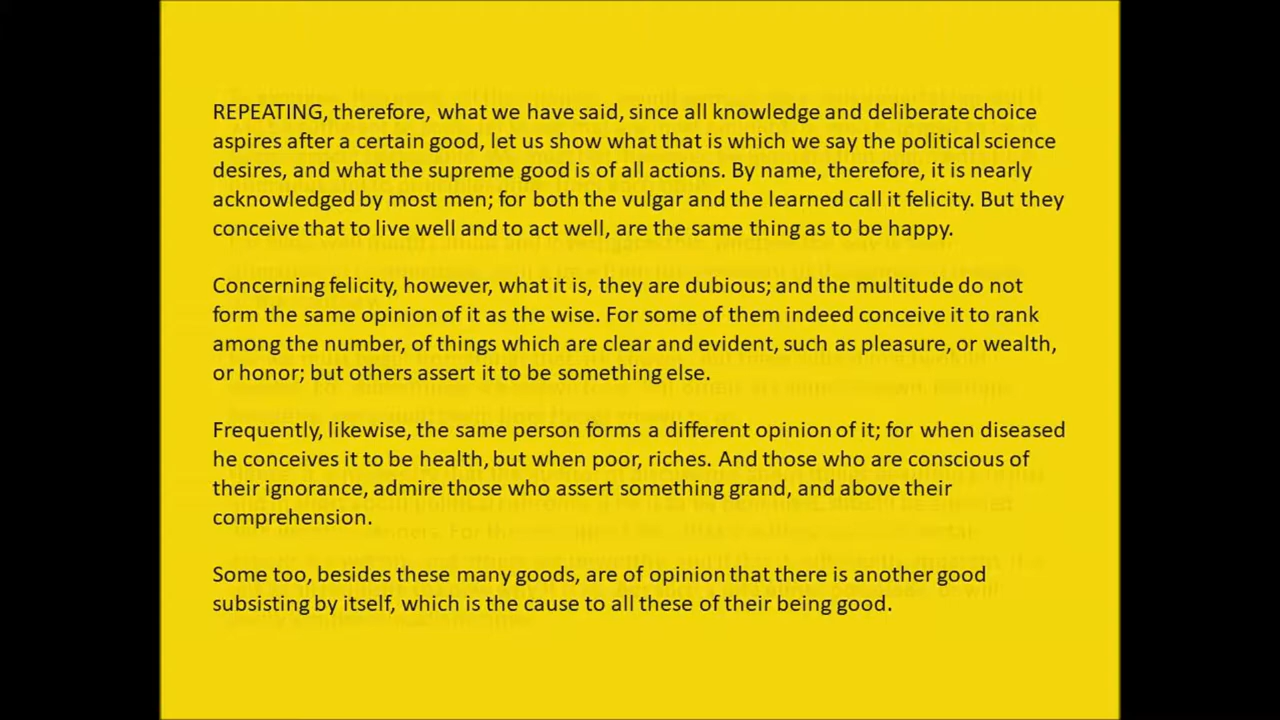 REPEATING, therefore, what we have said, since all knowledge and deliberate choice
aspires after a certain good, let us show what that is which we say the political science
desires, and what the supreme good is of all actions. By name, therefore, it is nearly
acknowledged by most men; for both the vulgar and the learned call it felicity. But they
conceive that to live well and to act well, are the same thing as to be happy.
Concerning felicity, however, what it is, they are dubious; and the multitude do not
form the same opinion of it as the wise. For some of them indeed conceive it to rank
among the number, of things which are clear and evident, such as pleasure, or wealth,
or honor; but others assert it to be something else.
Frequently, likewise, the same person forms a different opinion of it; for when diseased
he conceives it to be health, but when poor, riches. And those who are conscious of
their ignorance, admire those who assert something grand, and above their
comprehension.
Some too, besides these many goods, are of opinion that there is another good
subsisting by itself, which is the cause to all these of their being good.